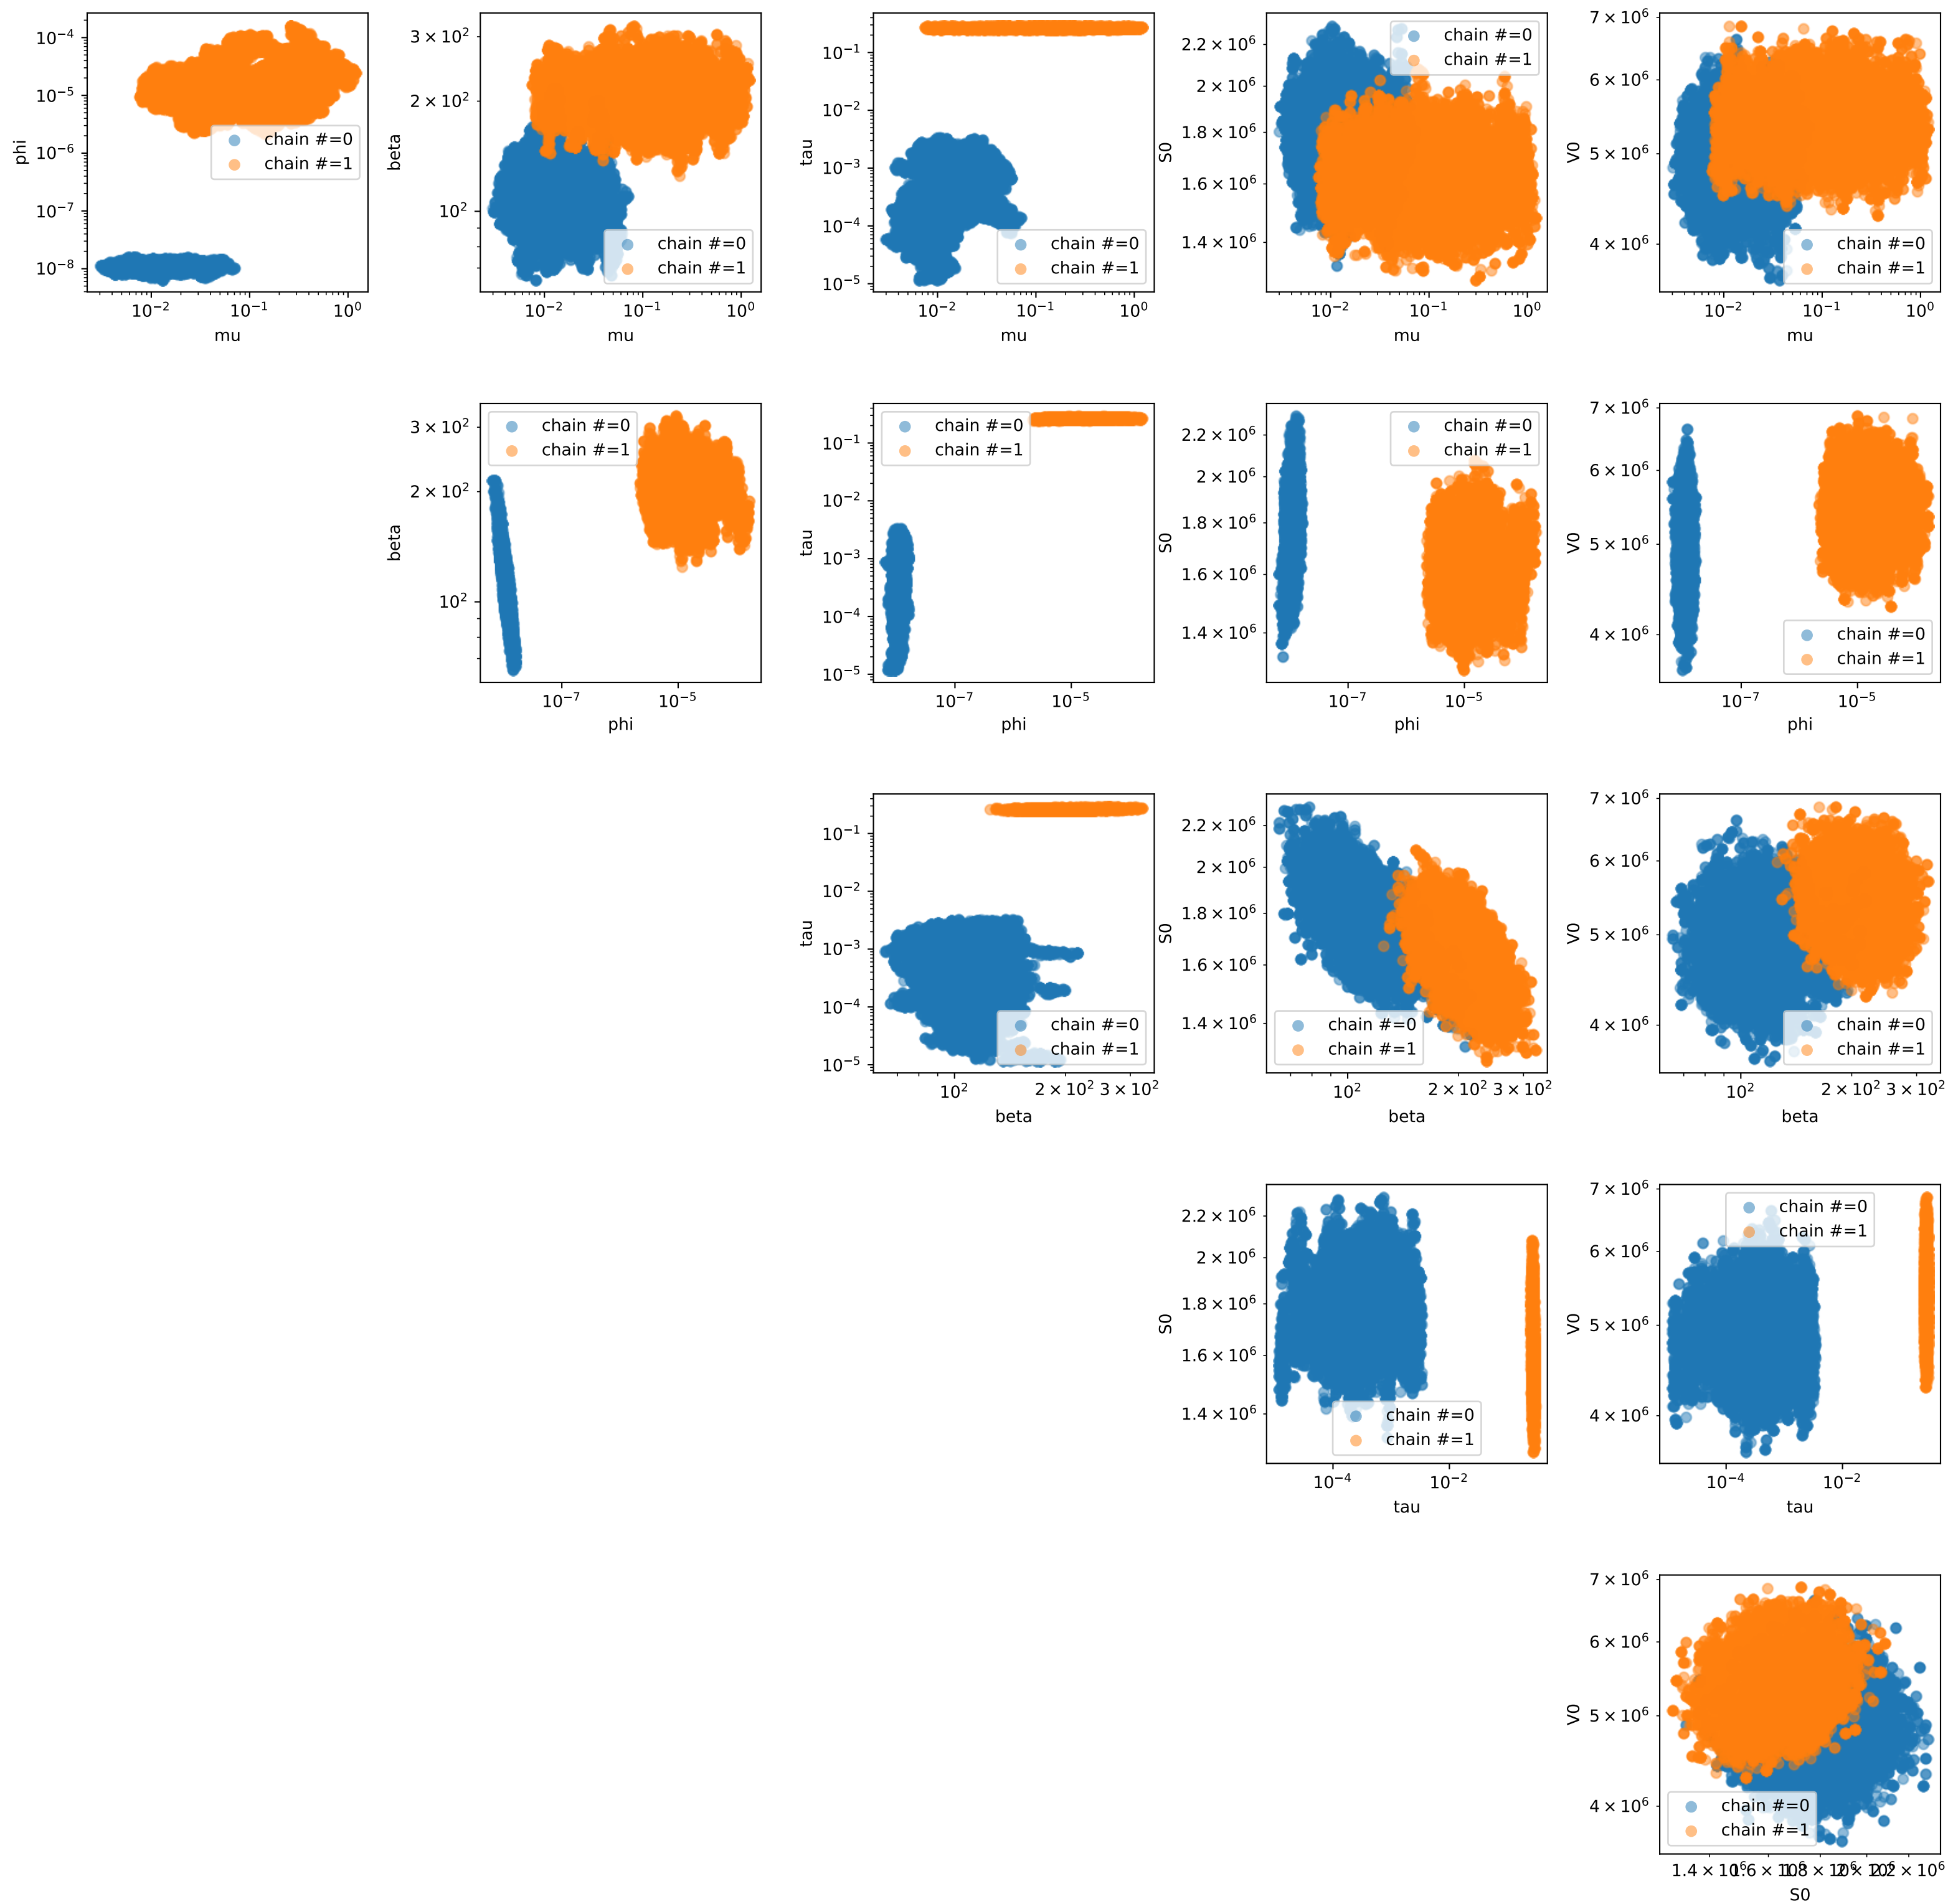 phi
10⁻⁴
10⁻⁵
10⁻⁶
10⁻⁷
10⁻⁸
chain #=0
chain #=1
10⁻² 10⁻¹ 10⁰
mu
beta
3 × 10²
2 × 10²
10²
chain #=0
chain #=1
10⁻² 10⁻¹ 10⁰
mu
tau
10⁻¹
10⁻²
10⁻³
10⁻⁴
10⁻⁵
chain #=0
chain #=1
10⁻² 10⁻¹ 10⁰
mu
S0
2.2 × 10⁶
2 × 10⁶
1.8 × 10⁶
1.6 × 10⁶
1.4 × 10⁶
chain #=0
chain #=1
10⁻² 10⁻¹ 10⁰
mu
V0
7 × 10⁶
6 × 10⁶
5 × 10⁶
4 × 10⁶
chain #=0
chain #=1
10⁻² 10⁻¹ 10⁰
mu
beta
3 × 10²
2 × 10²
10²
chain #=0
chain #=1
10⁻⁷ 10⁻⁵
phi
tau
10⁻¹
10⁻²
10⁻³
10⁻⁴
10⁻⁵
chain #=0
chain #=1
10⁻⁷ 10⁻⁵
phi
S0
2.2 × 10⁶
2 × 10⁶
1.8 × 10⁶
1.6 × 10⁶
1.4 × 10⁶
chain #=0
chain #=1
10⁻⁷ 10⁻⁵
phi
V0
7 × 10⁶
6 × 10⁶
5 × 10⁶
4 × 10⁶
chain #=0
chain #=1
10⁻⁷ 10⁻⁵
phi
tau
10⁻¹
10⁻²
10⁻³
10⁻⁴
10⁻⁵
chain #=0
chain #=1
10² 2 × 10² 3 × 10²
beta
S0
2.2 × 10⁶
2 × 10⁶
1.8 × 10⁶
1.6 × 10⁶
1.4 × 10⁶
chain #=0
chain #=1
10² 2 × 10² 3 × 10²
beta
V0
7 × 10⁶
6 × 10⁶
5 × 10⁶
4 × 10⁶
chain #=0
chain #=1
10² 2 × 10² 3 × 10²
beta
S0
2.2 × 10⁶
2 × 10⁶
1.8 × 10⁶
1.6 × 10⁶
1.4 × 10⁶
chain #=0
chain #=1
10⁻⁴ 10⁻²
tau
V0
7 × 10⁶
6 × 10⁶
5 × 10⁶
4 × 10⁶
chain #=0
chain #=1
10⁻⁴ 10⁻²
tau
V0
7 × 10⁶
6 × 10⁶
5 × 10⁶
4 × 10⁶
chain #=0
chain #=1
1.4 × 10⁶ 1.6 × 10⁶ 1.8 × 10⁶ 2 × 10⁶ 2.2 × 10⁶
S0